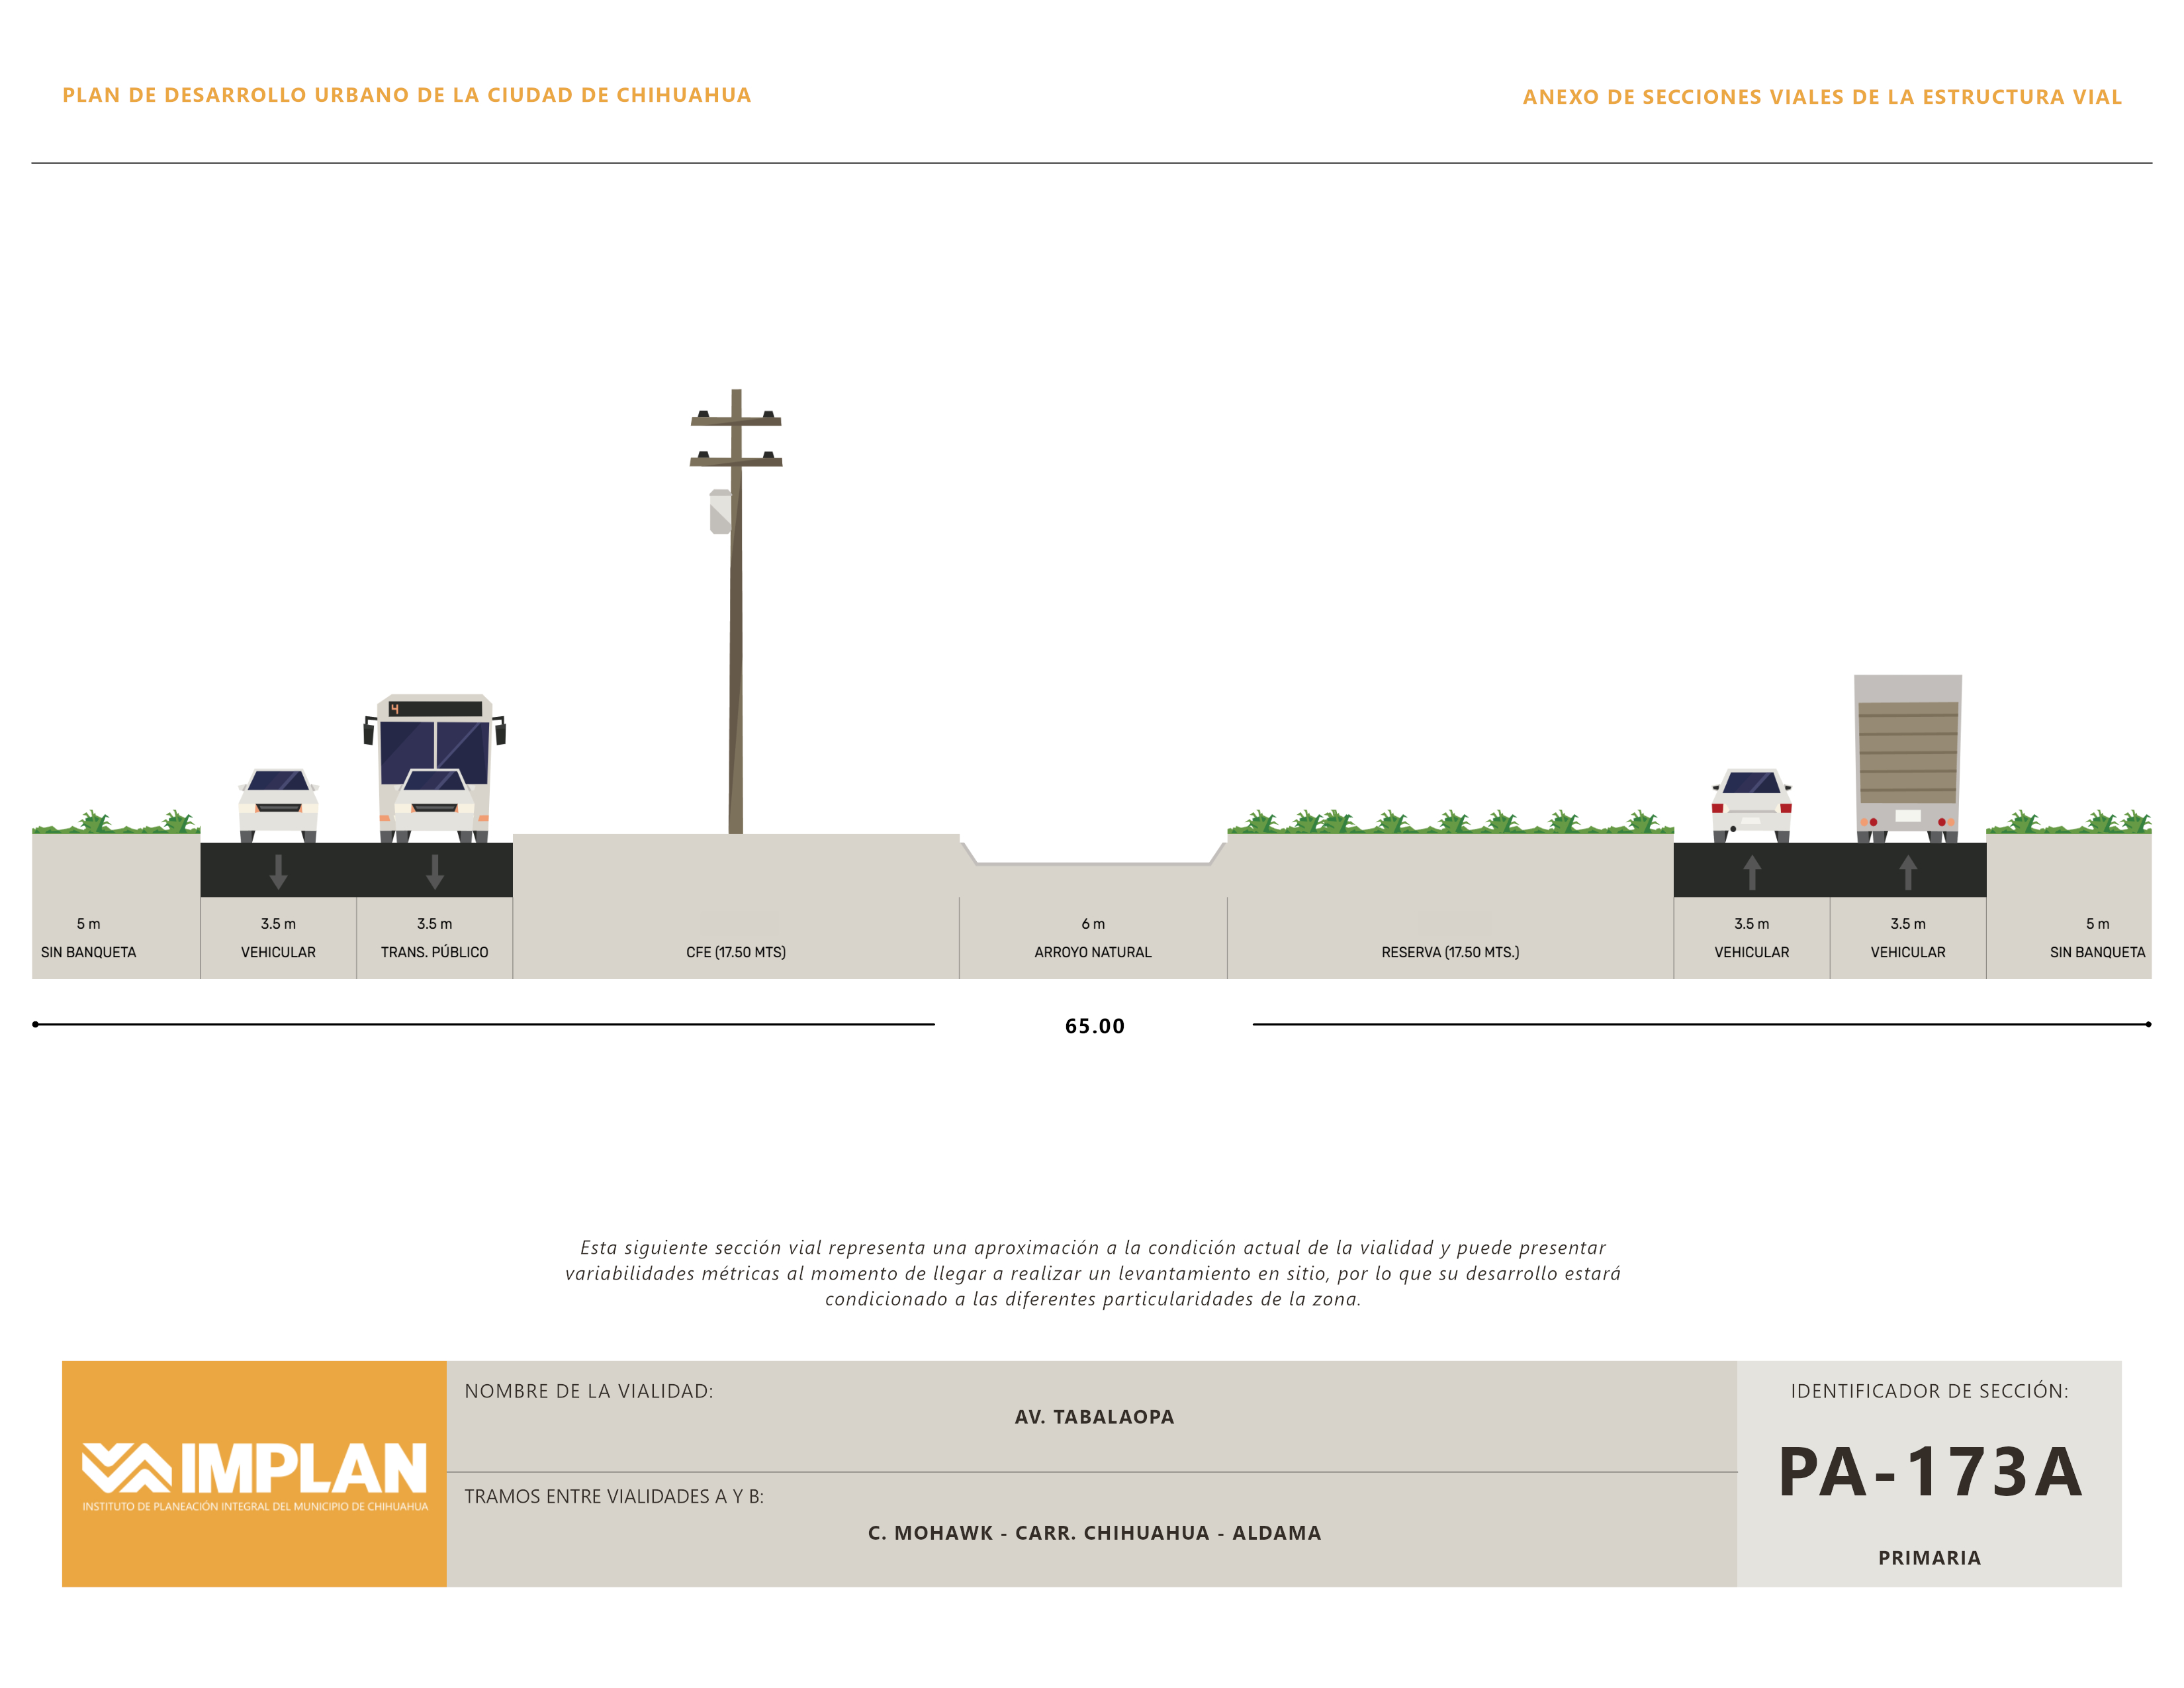 PLAN DE DESARROLLO URBANO DE LA CIUDAD DE CHIHUAHUA
ANEXO DE SECCIONES VIALES DE LA ESTRUCTURA VIAL
4
5 m
3.5 m
3.5 m
6 m
3.5 m
3.5 m
5 m
SIN BANQUETA
VEHICULAR
TRANS. PÚBLICO
CFE (17.50 MTS)
ARROYO NATURAL
RESERVA (17.50 MTS.)
VEHICULAR
VEHICULAR
SIN BANQUETA
65.00
Esta siguiente sección vial representa una aproximación a la condición actual de la vialidad y puede presentar
variabilidades métricas al momento de llegar a realizar un levantamiento en sitio, por lo que su desarrollo estará
condicionado a las diferentes particularidades de la zona.
IMPLAN
INSTITUTO DE PLANEACIÓN INTEGRAL DEL MUNICIPIO DE CHIHUAHUA
NOMBRE DE LA VIALIDAD:
AV. TABALAOPA
TRAMOS ENTRE VIALIDADES A Y B:
C. MOHAWK - CARR. CHIHUAHUA - ALDAMA
IDENTIFICADOR DE SECCIÓN:
PA-173A
PRIMARIA